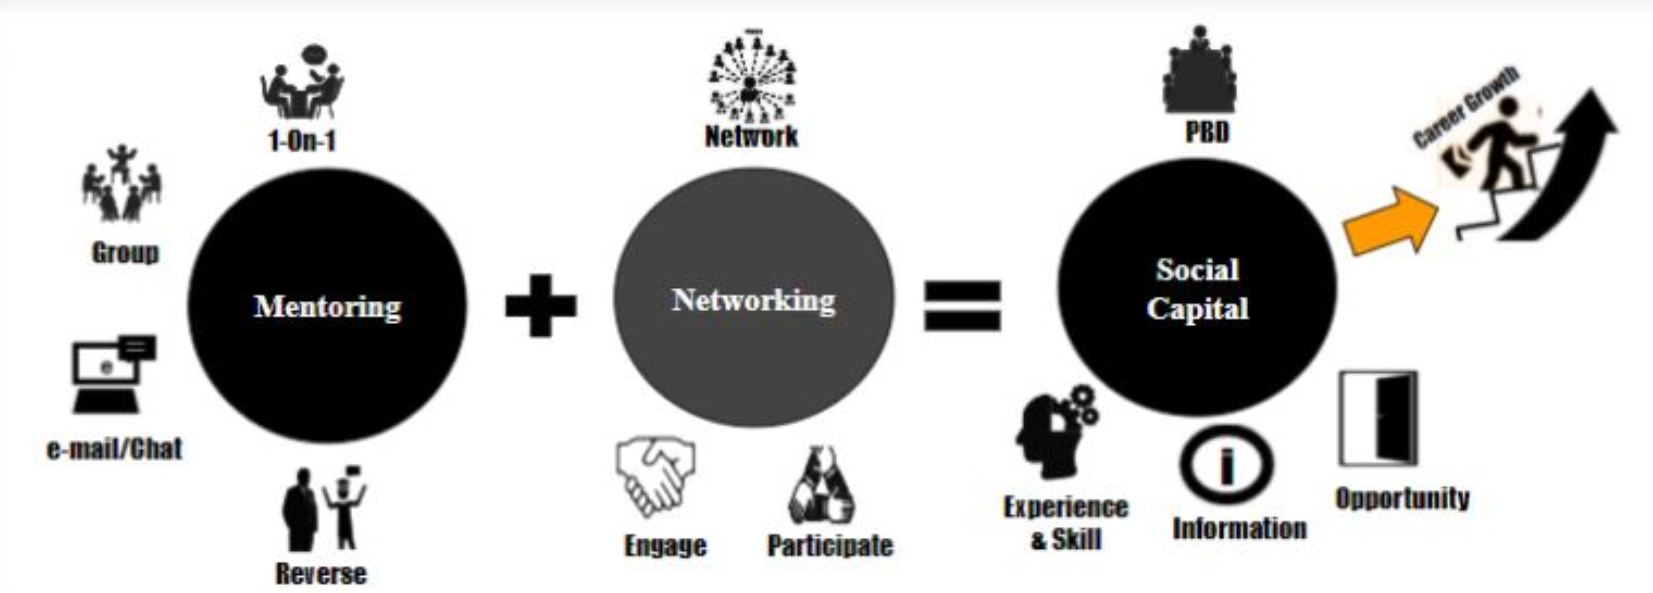 1-On-1
Group
Mentoring
e-mail/Chat
Reverse
+
Network
Networking
Engage
Participate
=
PBD
Social
Capital
Experience
& Skill
i
Information
Opportunity
Career Growth
e